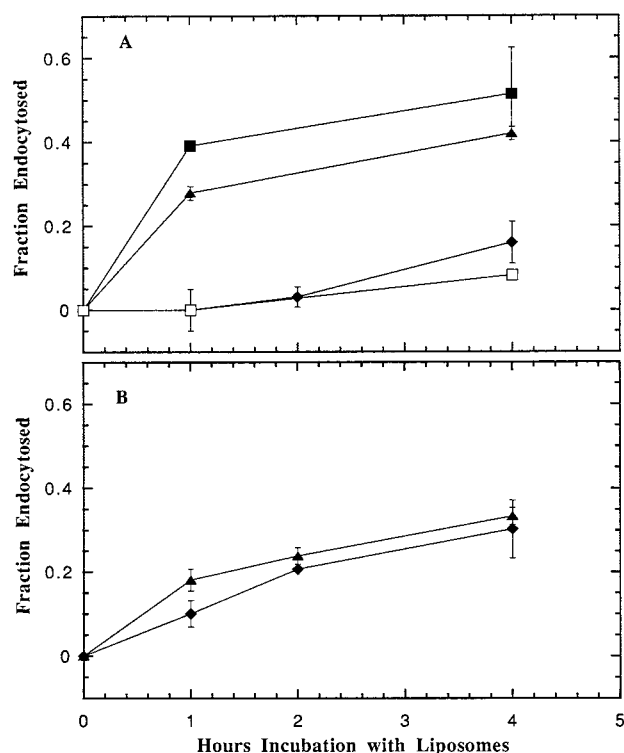 A
0.6
0.4
0.2
0
Fraction Endocytosed
B
0.6
0.4
0.2
0
Fraction Endocytosed
0 1 2 3 4 5
Hours Incubation with Liposomes